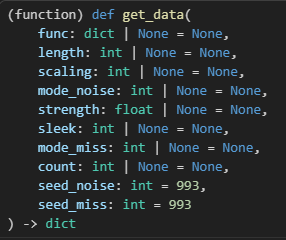 (function) def get_data(
func: dict | None = None,
length: int | None = None,
scaling: int | None = None,
mode_noise: int | None = None,
strength: float | None = None,
sleek: int | None = None,
mode_miss: int | None = None,
count: int | None = None,
seed_noise: int = 993,
seed_miss: int = 993
) -> dict